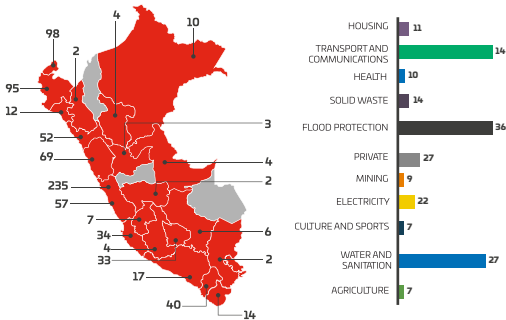 4
10
98
2
95
12
3
52
69
4
235
2
57
7
34
6
4
33
2
17
40
14
HOUSING 11
TRANSPORT AND
COMMUNICATIONS 14
HEALTH 10
SOLID WASTE 14
FLOOD PROTECTION 36
PRIVATE 27
MINING 9
ELECTRICITY 22
CULTURE AND SPORTS 7
WATER AND
SANITATION 27
AGRICULTURE 7